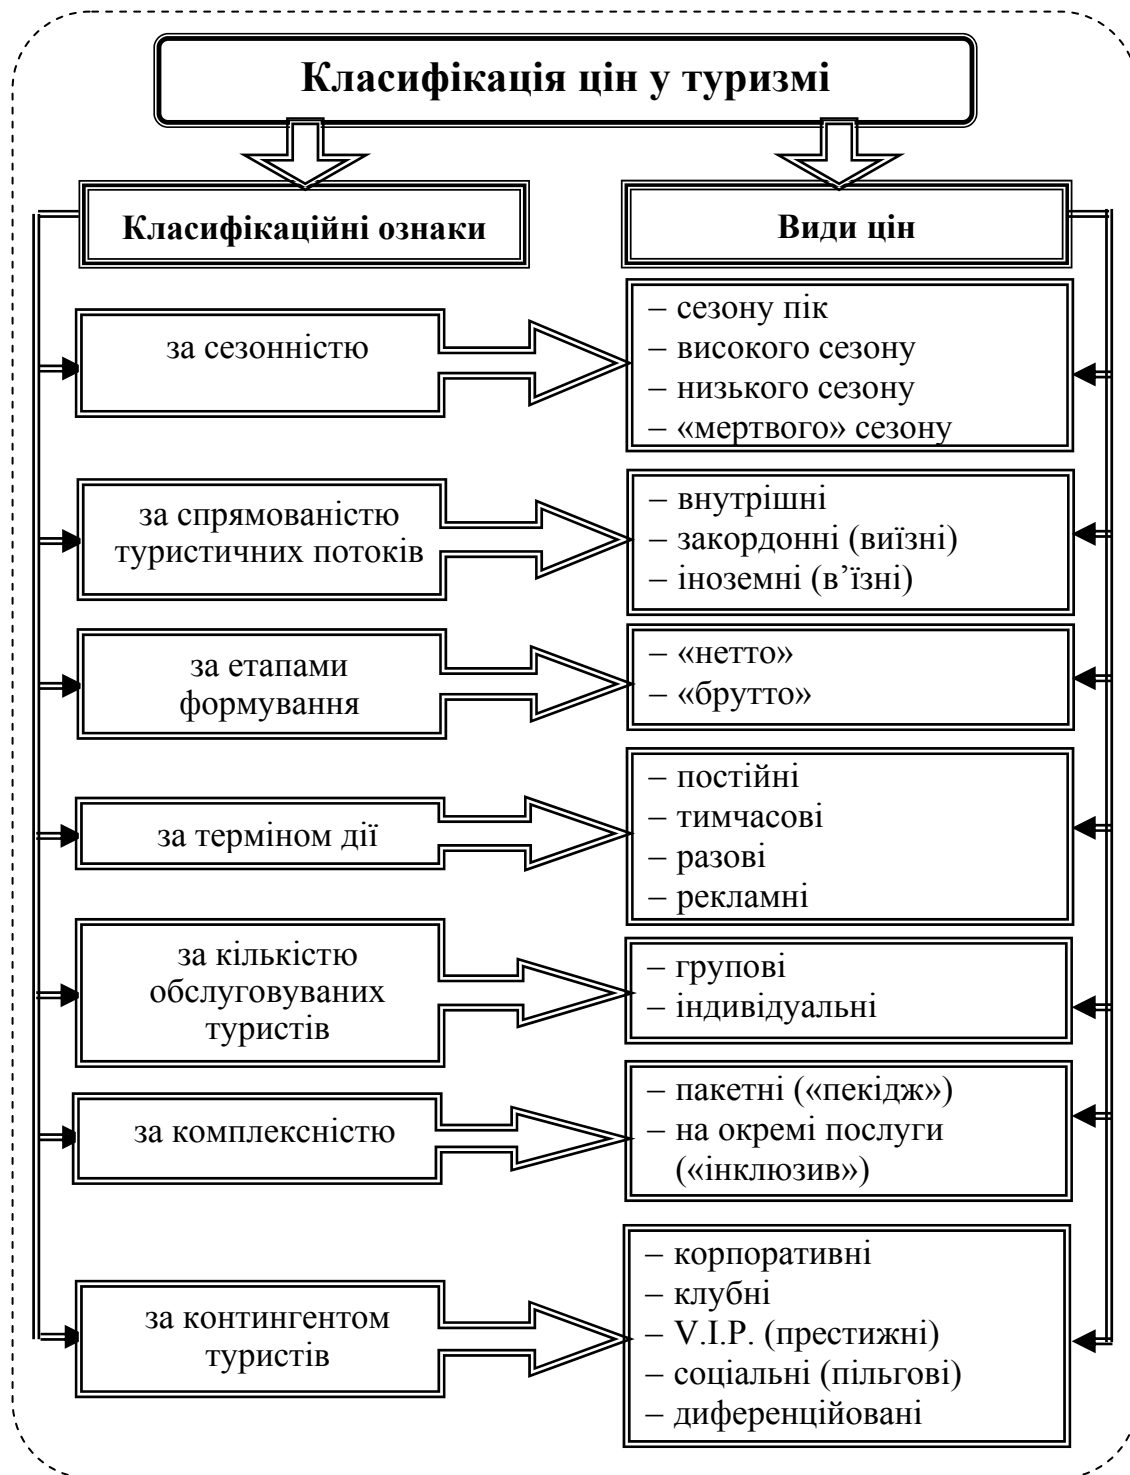 Класифікація цін у туризмі
Класифікаційні ознаки
Види цін
за сезонністю
– сезону пік
– високого сезону
– низького сезону
– «мертвого» сезону
за спрямованістю
туристичних потоків
– внутрішні
– закордонні (виїзні)
– іноземні (в’їзні)
за етапами
формування
– «нетто»
– «брутто»
за терміном дії
– постійні
– тимчасові
– разові
– рекламні
за кількістю
обслуговуваних
туристів
– групові
– індивідуальні
за комплексністю
– пакетні («пекідж»)
– на окремі послуги
(«інклюзив»)
за контингентом
туристів
– корпоративні
– клубні
– V.I.P. (престижні)
– соціальні (пільгові)
– диференційовані